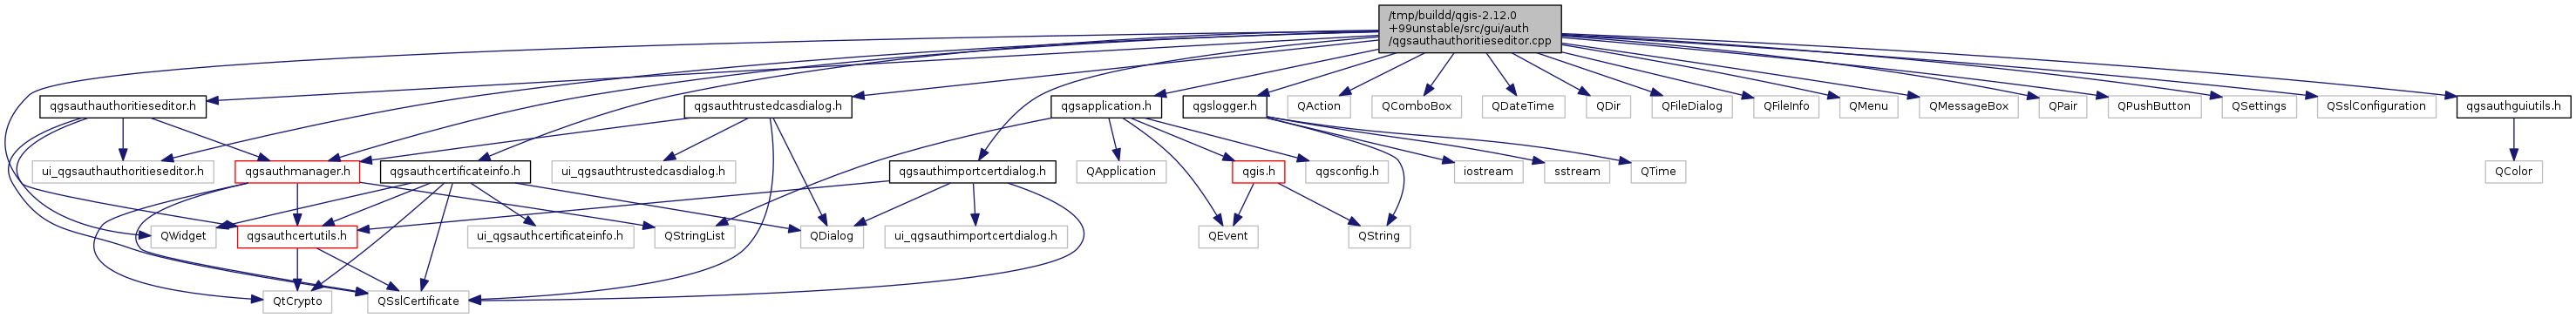 /tmp/buildd/qgis-2.12.0
+99unstable/src/gui/auth
/qgsauthauthoritieseditor.cpp
qgsauthauthoritieseditor.h
qgsauthtrustedcasdialog.h
qgsapplication.h
qgslogger.h
QAction
QComboBox
QDateTime
QDir
QFileDialog
QFileInfo
QMenu
QMessageBox
QPair
QPushButton
QSettings
QSslConfiguration
qgsauthguiutils.h
ui_qgsauthauthoritieseditor.h
qgsauthmanager.h
qgsauthcertificateinfo.h
ui_qgsauthtrustedcasdialog.h
qgsauthimportcertdialog.h
QApplication
qgis.h
qgsconfig.h
iostream
sstream
QTime
QColor
QWidget
qgsauthcertutils.h
ui_qgsauthcertificateinfo.h
QStringList
QDialog
ui_qgsauthimportcertdialog.h
QEvent
QString
QtCrypto
QSslCertificate